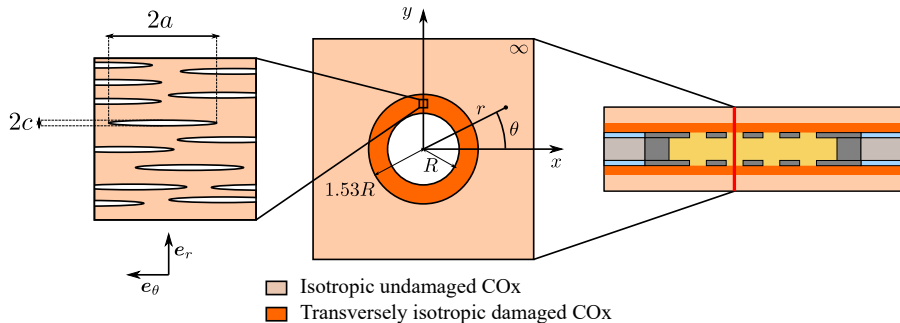 2a
y
∞
2c
r
θ
x
R
1.53R
e_r
e_θ
Isotropic undamaged COx
Transversely isotropic damaged COx